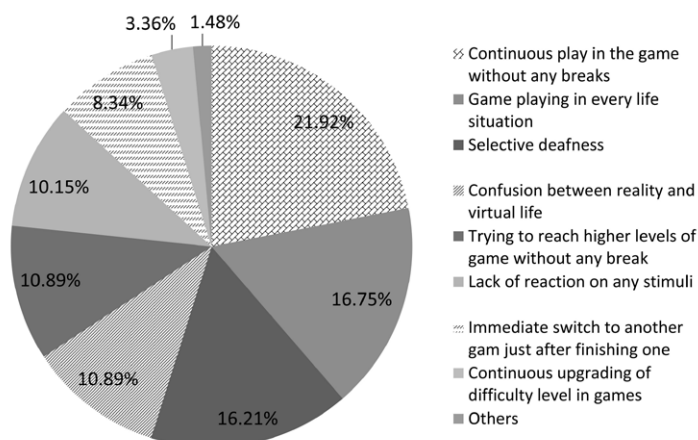 3.36%
1.48%
8.34%
21.92%
10.15%
16.75%
10.89%
10.89%
16.21%
Continuous play in the game
without any breaks
Game playing in every life
situation
Selective deafness
Confusion between reality and
virtual life
Trying to reach higher levels of
game without any break
Lack of reaction on any stimuli
Immediate switch to another
gam just after finishing one
Continuous upgrading of
difficulty level in games
Others